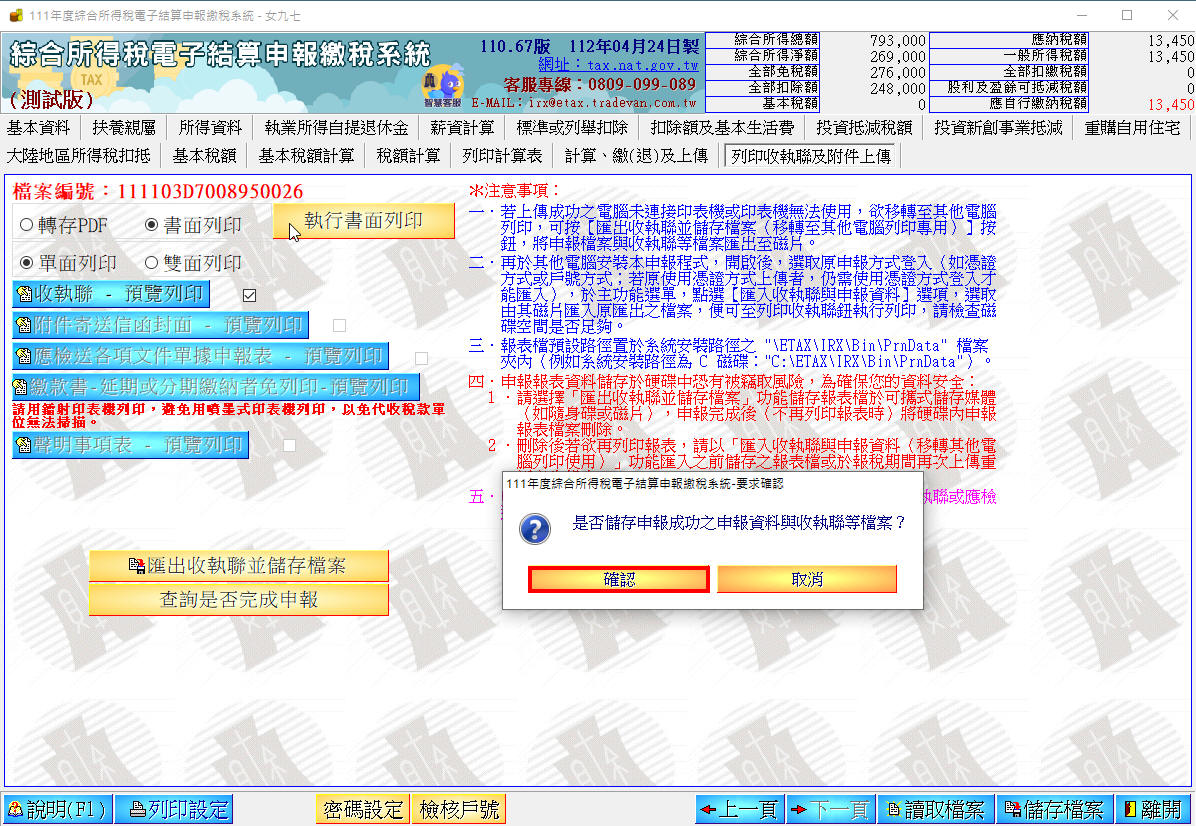 111年度綜合所得稅電子結算申報繳稅系統 - 女九七
綜合所得稅電子結算申報繳稅系統
TAX
(測試版)
110.67版 112年04月24日製
網址：tax.nat.gov.tw
客服專線：0809-099-089
E-MAIL：irx@etax.tradevan.com.tw
智慧客服
綜合所得總額 793,000 應納稅額 13,450
綜合所得淨額 269,000 一般所得稅額 13,450
全部免稅額 276,000 全部扣繳稅額 0
全部扣除額 248,000 股利及盈餘可抵減稅額 0
基本稅額 0 應自行繳納稅額 13,450
基本資料 扶養親屬 所得資料 執業所得自提退休金 薪資計算 標準或列舉扣除 扣除額及基本生活費 投資抵減稅額 投資新創事業抵減 重購自用住宅
大陸地區所得稅扣抵 基本稅額 基本稅額計算 稅額計算 列印計算表 計算、繳(退)及上傳 列印收執聯及附件上傳
檔案編號：111103D7008950026
轉存PDF 書面列印 執行書面列印
單面列印 雙面列印
收執聯 - 預覽列印
附件寄送信函封面 - 預覽列印
應檢送各項文件單據申報表 - 預覽列印
繳款書-延期或分期繳納者免列印-預覽列印
請用鐳射印表機列印，避免用噴墨式印表機列印，以免代收稅款單
位無法掃描。
聲明事項表 - 預覽列印
匯出收執聯並儲存檔案
查詢是否完成申報
※注意事項：
一．若上傳成功之電腦未連接印表機或印表機無法使用，欲移轉至其他電腦
列印，可按［匯出收執聯並儲存檔案（移轉至其他電腦列印專用）］按
鈕，將申報檔案與收執聯等檔案匯出至磁片。
二．再於其他電腦安裝本申報程式，開啟後，選取原申報方式登入（如憑證
方式或戶號方式；若原使用憑證方式上傳者，仍需使用憑證方式登入才
能匯入），於主功能選單，點選［匯入收執聯與申報資料］選項，選取
由其磁片匯入原匯出之檔案，便可至列印收執聯鈕執行列印，請檢查磁
碟空間是否足夠。
三．報表檔預設路徑置於系統安裝路徑之 "\ETAX\IRX\Bin\PrnData" 檔案
夾內（例如系統安裝路徑為 C 磁碟："C:\ETAX\IRX\Bin\PrnData"）。
四．申報報表資料儲存於硬碟中恐有被竊取風險，為確保您的資料安全：
1．請選擇「匯出收執聯並儲存檔案」功能儲存報表檔於可攜式儲存媒體
（如隨身碟或磁片），申報完成後（不再列印報表時）將硬碟內申報
報表檔案刪除。
2．刪除後若欲再列印報表，請以「匯入收執聯與申報資料（移轉其他電
腦列印使用）」功能匯入之前儲存之報表檔或於報稅期間再次上傳重
五．
執聯或應檢
111年度綜合所得稅電子結算申報繳稅系統-要求確認
是否儲存申報成功之申報資料與收執聯等檔案？
確認 取消
說明(F1) 列印設定 密碼設定 檢核戶號 上一頁 下一頁 讀取檔案 儲存檔案 離開